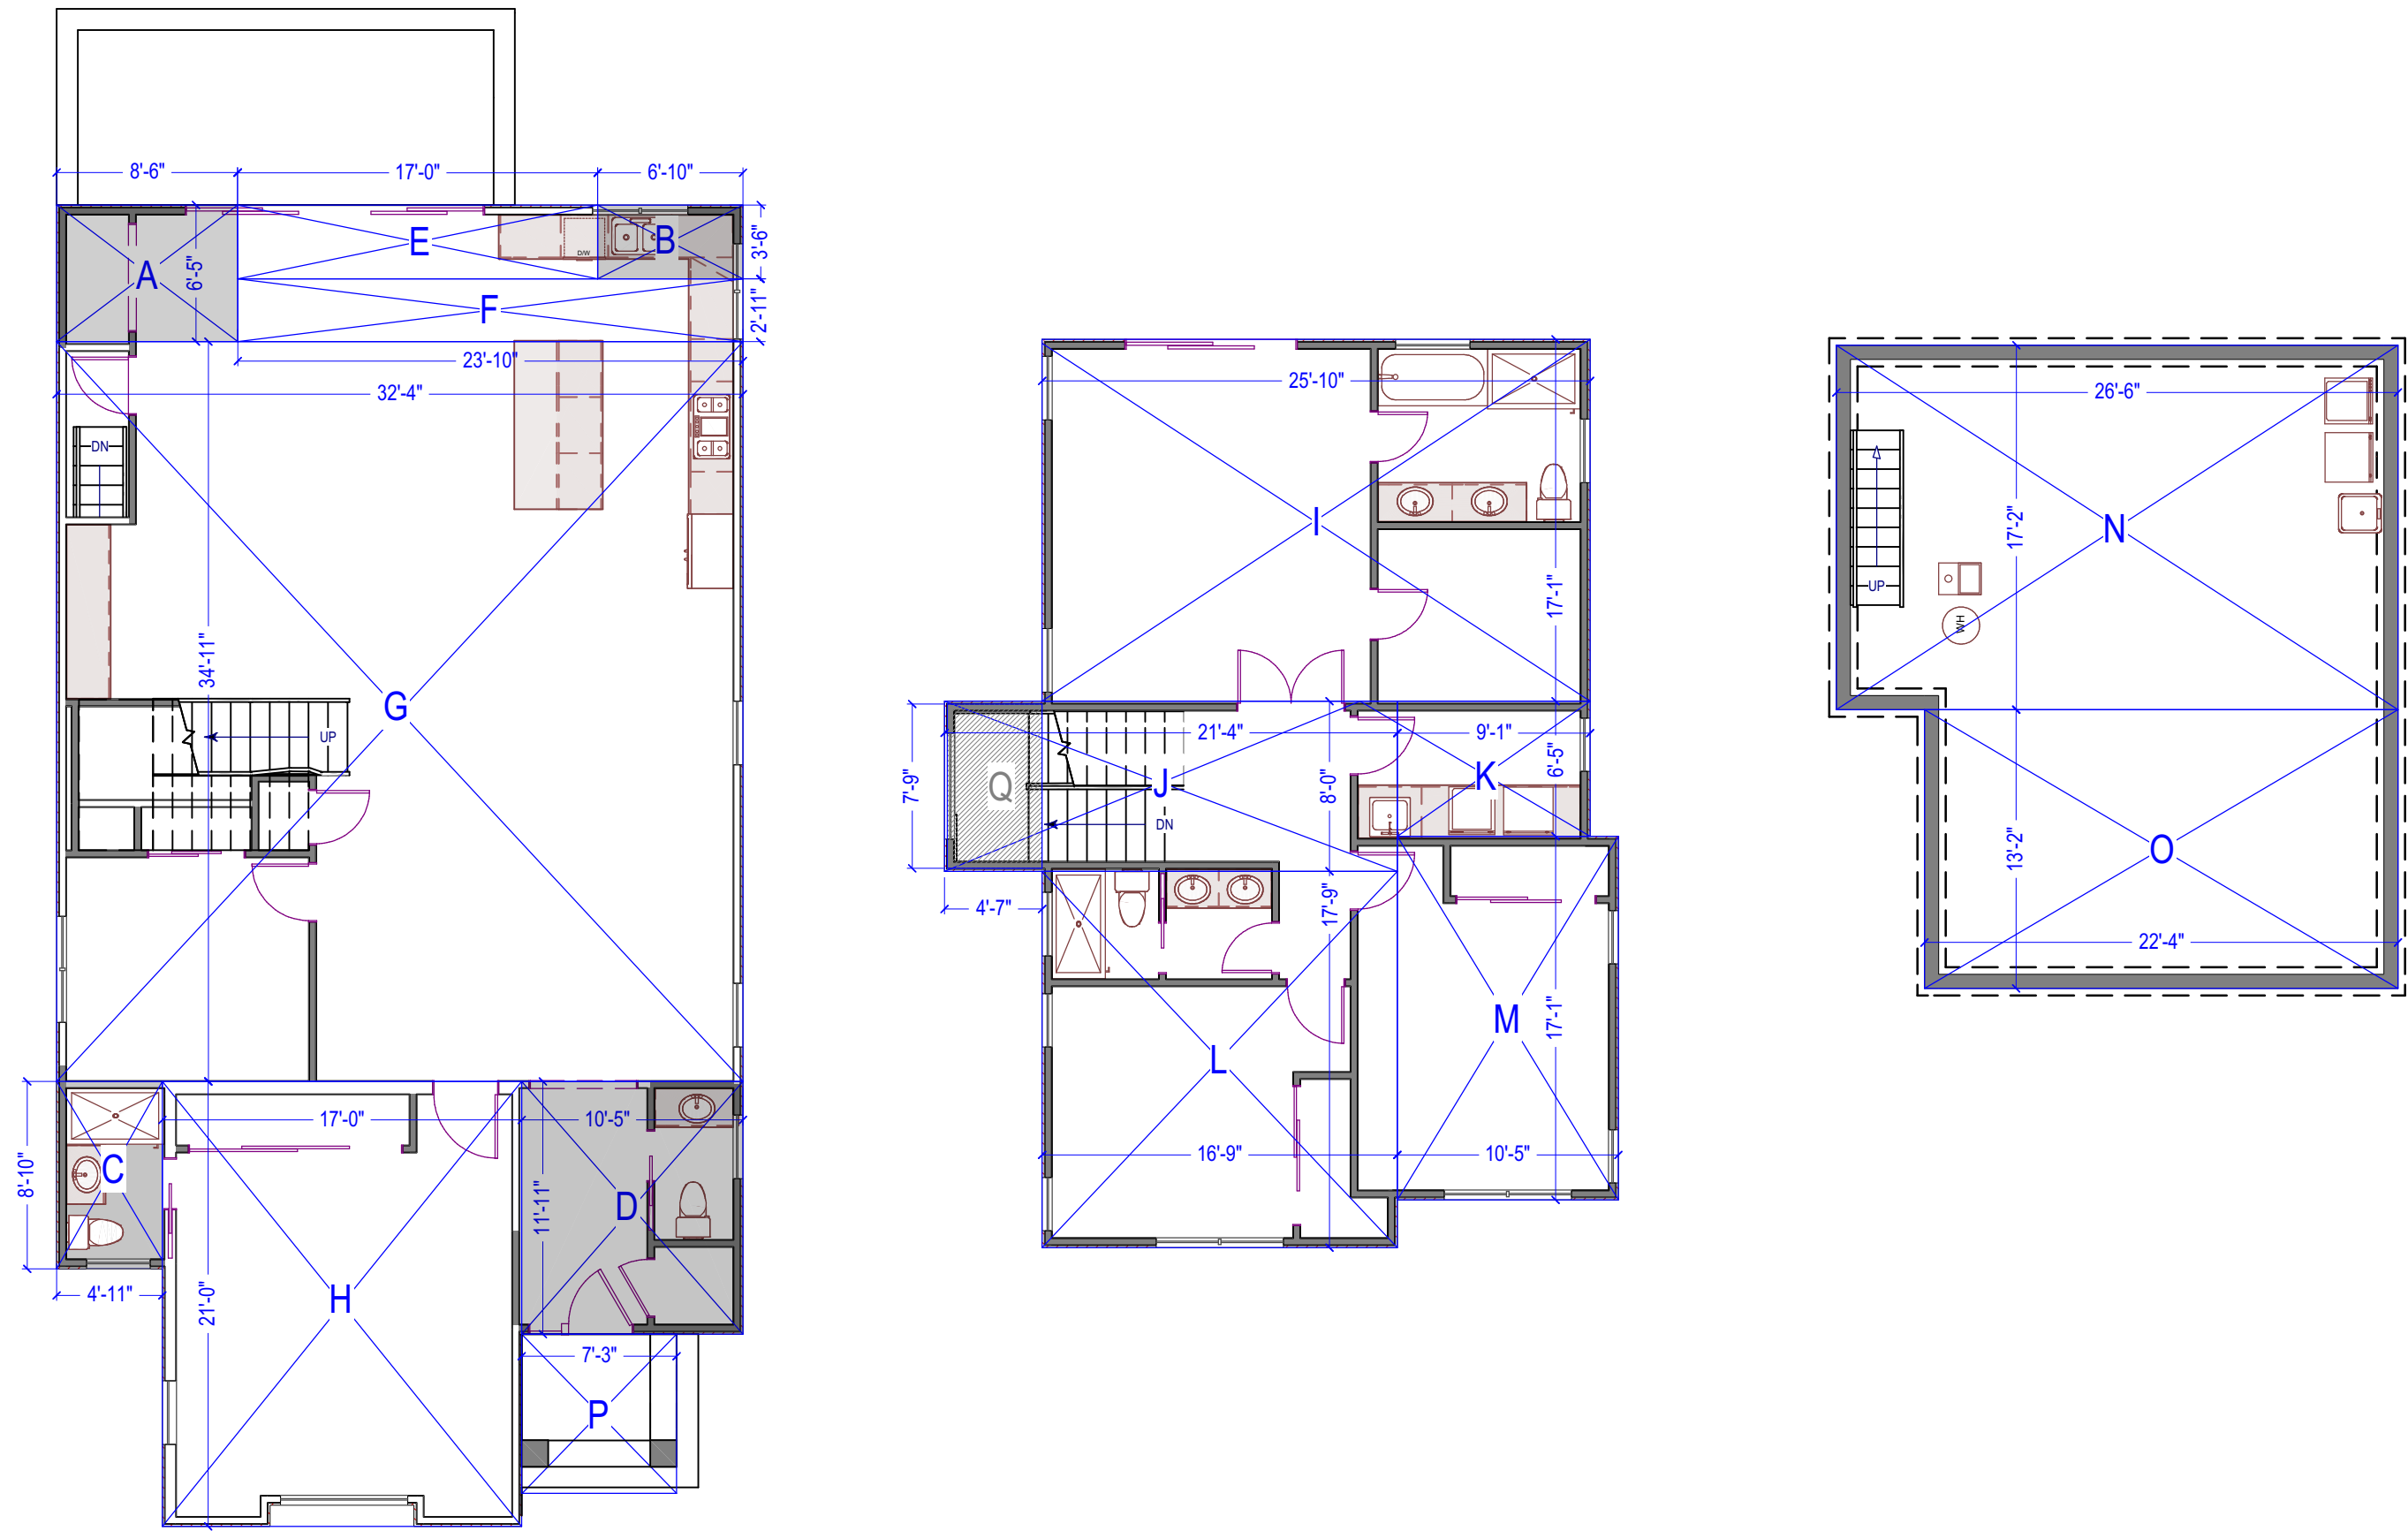 8'-6"
17'-0"
6'-10"
A
6'-5"
E
D/W
B
3'-6"
F
2'-11"
23'-10"
32'-4"
DN
34'-11"
G
UP
17'-0"
10'-5"
8'-10"
C
11'-11"
D
4'-11"
21'-0"
H
7'-3"
P
25'-10"
I
17'-1"
21'-4"
9'-1"
7'-9"
Q
J
8'-0"
K
6'-5"
DN
4'-7"
17'-9"
L
M
17'-1"
16'-9"
10'-5"
26'-6"
17'-2"
N
UP
WH
13'-2"
O
22'-4"